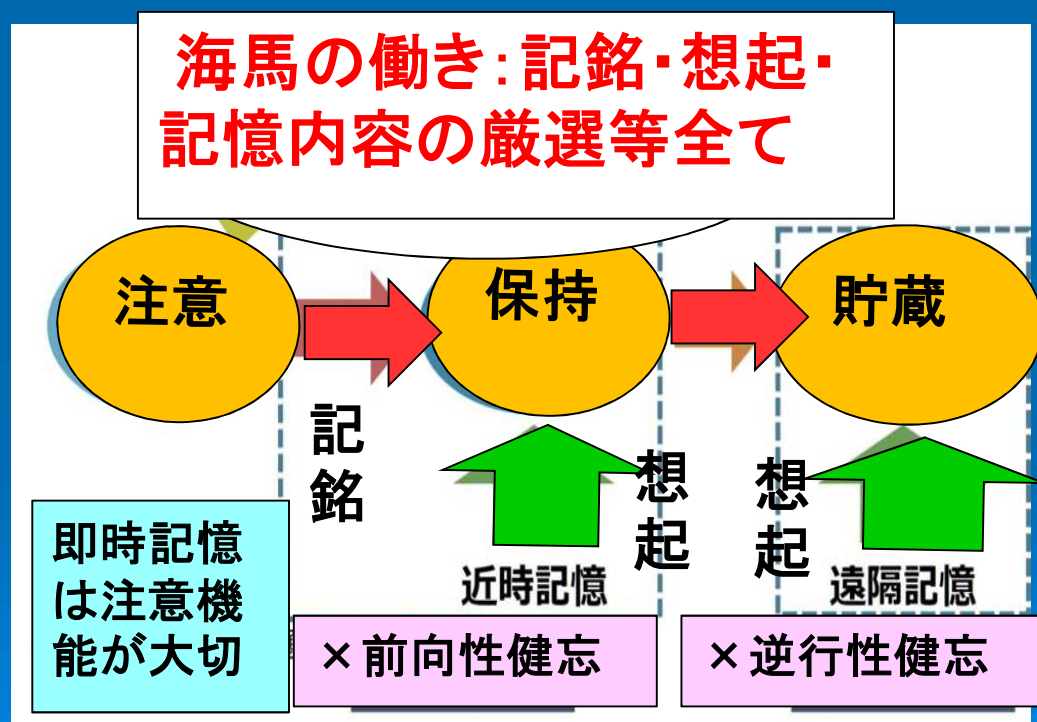 海馬の働き:記銘・想起・
記憶内容の厳選等全て
注意
保持
貯蔵
記銘
想起
想起
即時記憶
は注意機
能が大切
近時記憶
遠隔記憶
×前向性健忘
×逆行性健忘